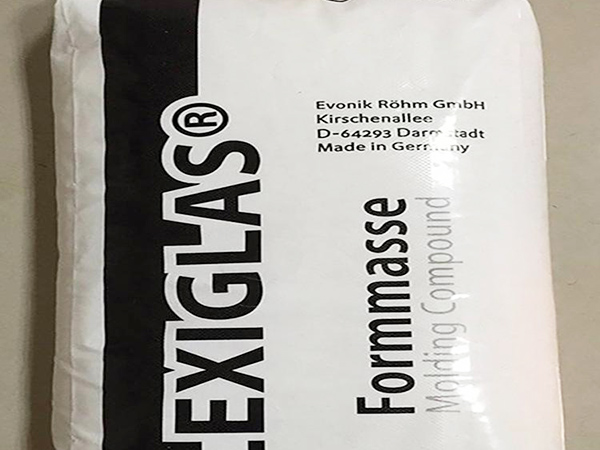 Evonik Röhm GmbH
Kirschenallee
D-64293 Darmstadt
Made in Germany
LEXIGLAS®
Formmasse
Molding Compound